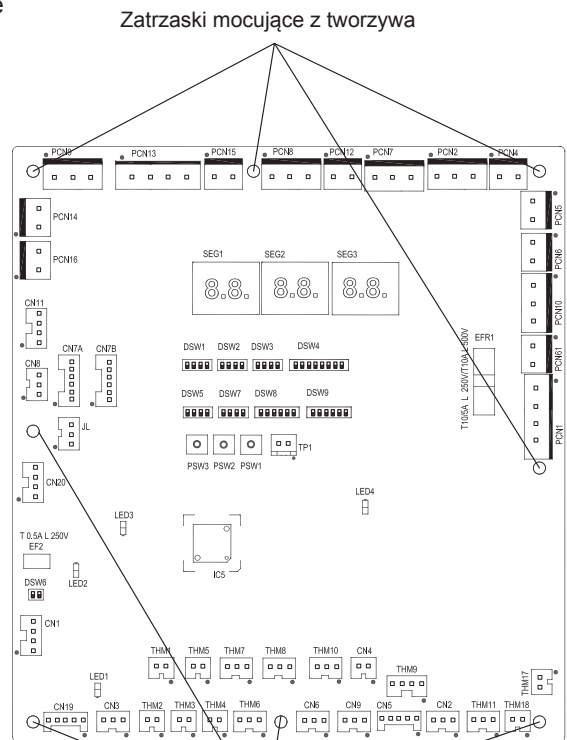 e
Zatrzaski mocujące z tworzywa
PCN9 PCN13 PCN15 PCN8 PCN12 PCN7 PCN2 PCN4
PCN14
PCN5
PCN16
PCN6
SEG1 SEG2 SEG3
8.8. 8.8. 8.8.
PCN10
CN11
EFR1
T10/5A L 250V/T10A L 500V
CN8 CN7A CN7B
DSW1 DSW2 DSW3 DSW4
PCN61
DSW5 DSW7 DSW8 DSW9
PCN1
JL
TP1
PSW3 PSW2 PSW1
CN20
LED4
LED3
T 0.5A L 250V
EF2
LED2
IC5
DSW6
CN1
THM1 THM5 THM7 THM8 THM10 CN4
THM9
THM17
LED1
CN19 CN3 THM2 THM3 THM4 THM6 CN6 CN9 CN5 CN2 THM11 THM18